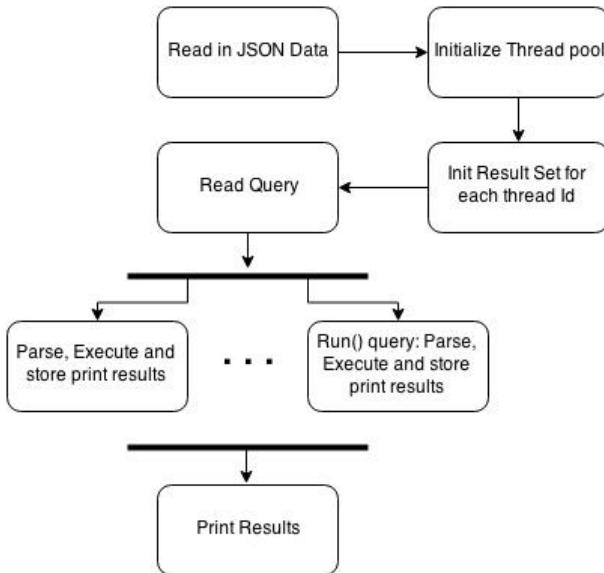 Read in JSON Data
Initialize Thread pool
Init Result Set for
each thread Id
Read Query
Parse, Execute and
store print results
. . .
Run() query: Parse,
Execute and store
print results
Print Results